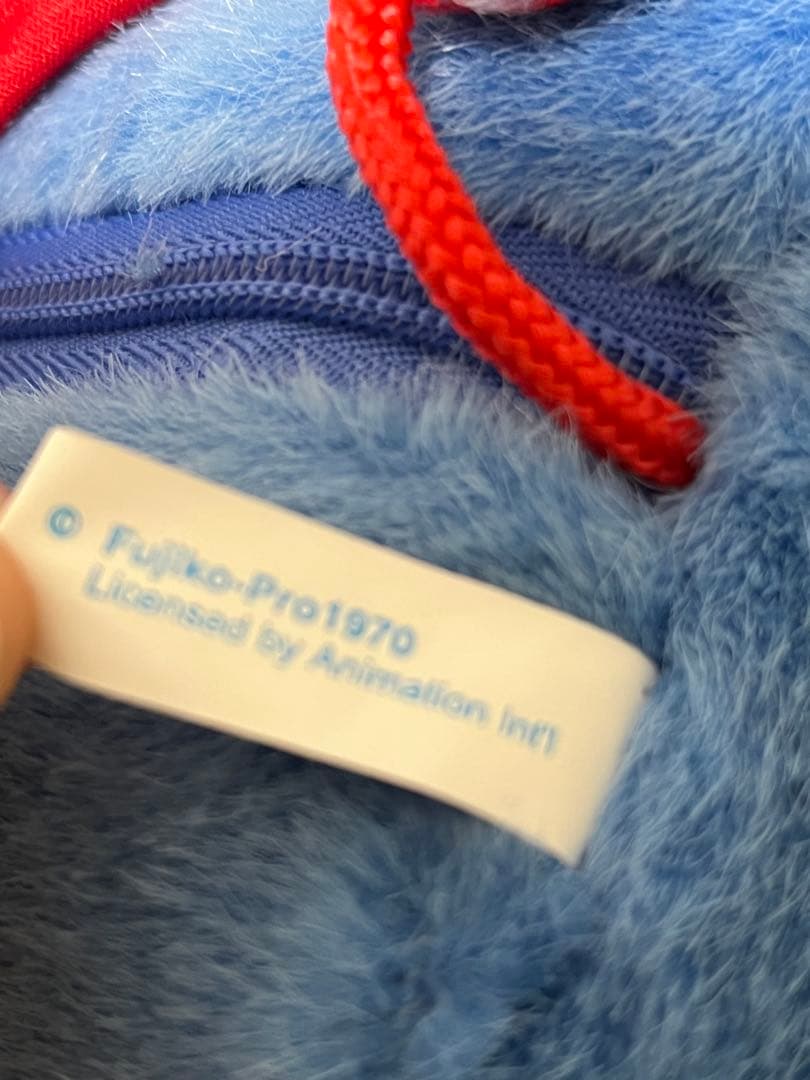 © Fujiko-Pro1970
Licensed by Animation Int'l